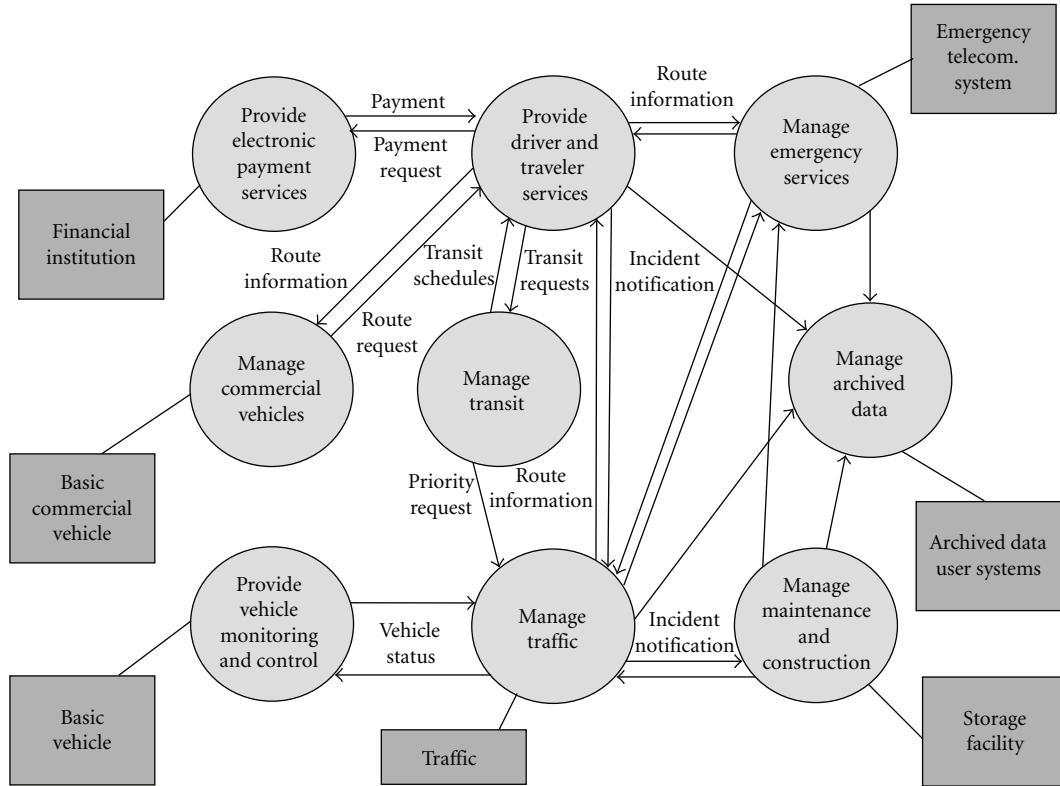 Emergency
telecom.
system
Route
information
Payment
Provide
electronic
payment
services
Provide
driver and
traveler
services
Manage
emergency
services
Payment
request
Financial
institution
Route
information
Transit
schedules
Transit
requests
Incident
notification
Route
request
Manage
commercial
vehicles
Manage
transit
Manage
archived
data
Basic
commercial
vehicle
Priority
request
Route
information
Archived data
user systems
Provide
vehicle
monitoring
and control
Vehicle
status
Manage
traffic
Incident
notification
Manage
maintenance
and
construction
Basic
vehicle
Traffic
Storage
facility